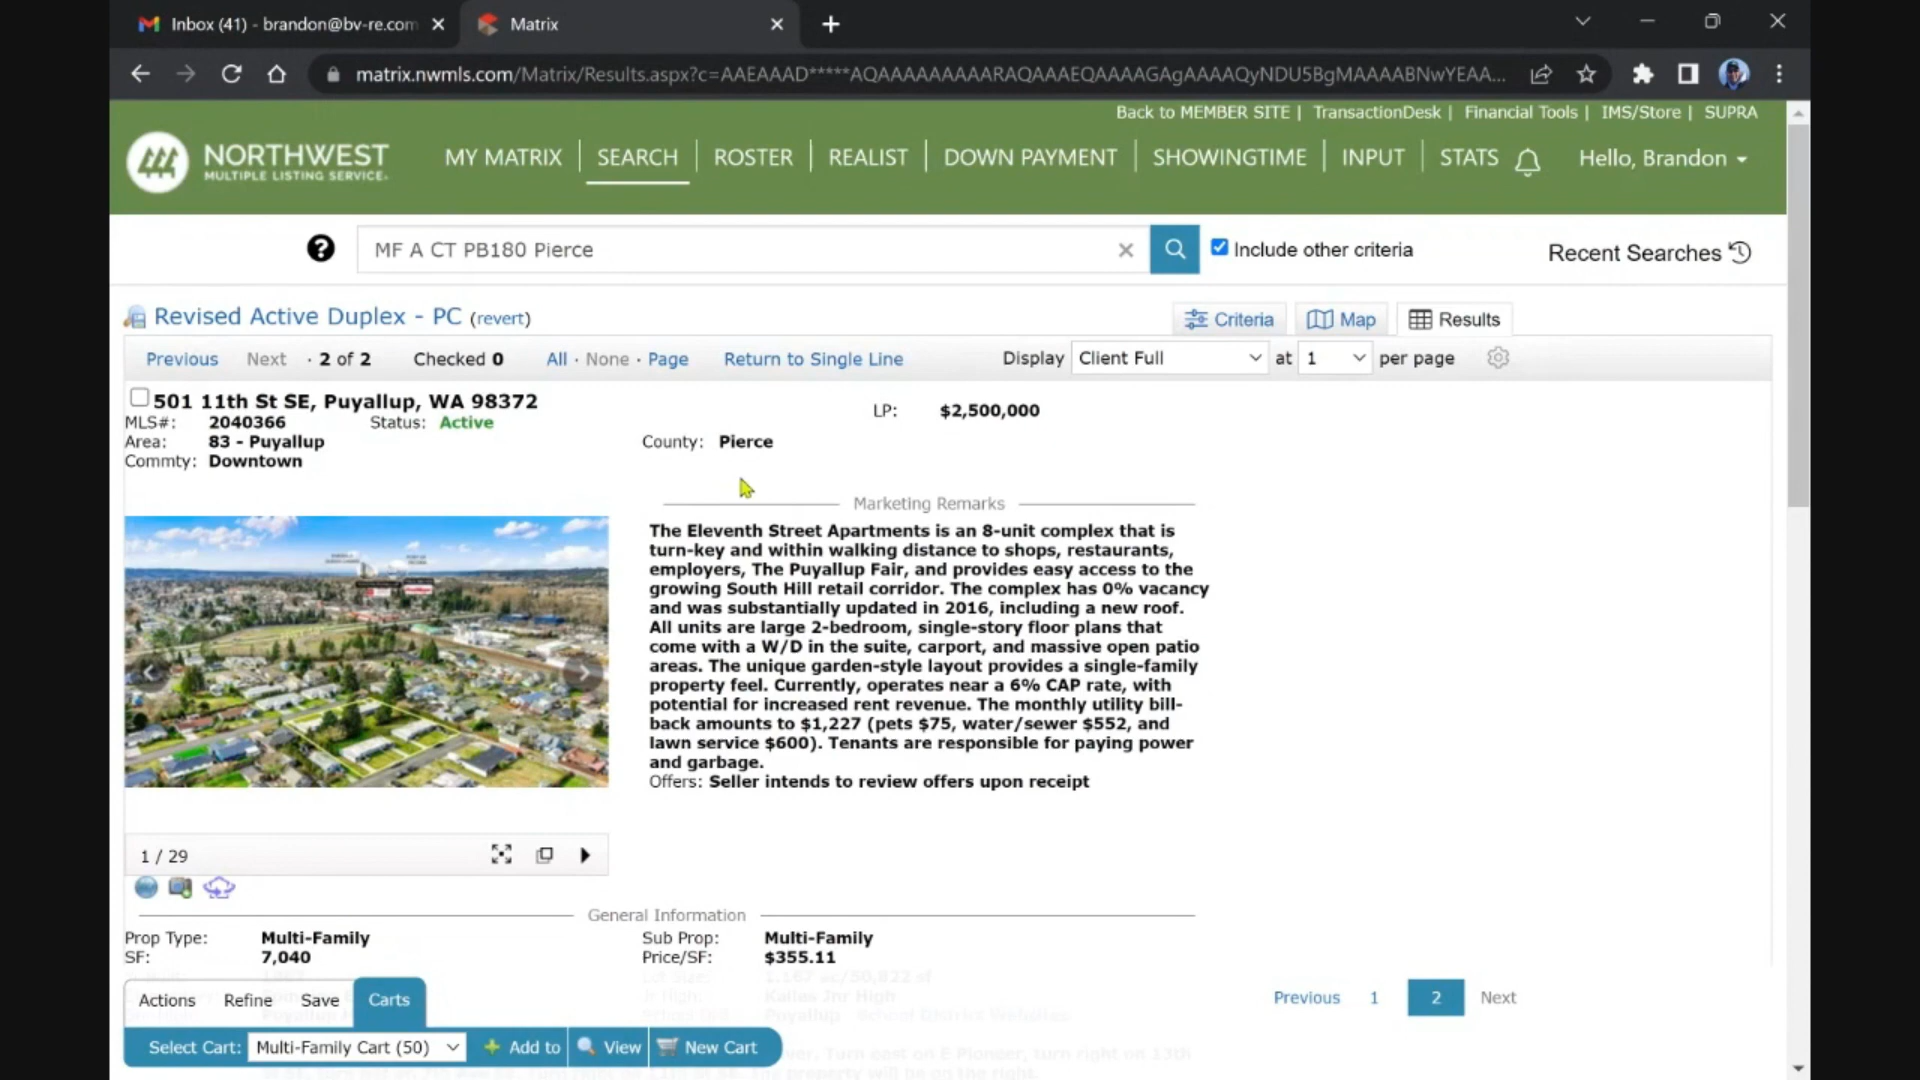 Inbox (41) - brandon@bv-re.com
Matrix
matrix.nwmls.com/Matrix/Results.aspx?c=AAEAAAD*****AQAAAAAAAAARAQAAAEQAAAAGAgAAAAQyNDU5BgMAAAABNwYEAA...
Back to MEMBER SITE | TransactionDesk | Financial Tools | IMS/Store | SUPRA
NORTHWEST
MULTIPLE LISTING SERVICE
MY MATRIX SEARCH ROSTER REALIST DOWN PAYMENT SHOWINGTIME INPUT STATS Hello, Brandon
MF A CT PB180 Pierce
Include other criteria
Recent Searches
Revised Active Duplex - PC (revert)
Criteria Map Results
Previous Next · 2 of 2 Checked 0 All · None · Page Return to Single Line Display Client Full at 1 per page
501 11th St SE, Puyallup, WA 98372
LP: $2,500,000
MLS#: 2040366 Status: Active
Area: 83 - Puyallup County: Pierce
Commty: Downtown
Marketing Remarks
The Eleventh Street Apartments is an 8-unit complex that is
turn-key and within walking distance to shops, restaurants,
employers, The Puyallup Fair, and provides easy access to the
growing South Hill retail corridor. The complex has 0% vacancy
and was substantially updated in 2016, including a new roof.
All units are large 2-bedroom, single-story floor plans that
come with a W/D in the suite, carport, and massive open patio
areas. The unique garden-style layout provides a single-family
property feel. Currently, operates near a 6% CAP rate, with
potential for increased rent revenue. The monthly utility bill-
back amounts to $1,227 (pets $75, water/sewer $552, and
lawn service $600). Tenants are responsible for paying power
and garbage.
Offers: Seller intends to review offers upon receipt
1 / 29
General Information
Prop Type: Multi-Family Sub Prop: Multi-Family
SF: 7,040 Price/SF: $355.11
Actions Refine Save Carts
Previous 1 2 Next
Select Cart: Multi-Family Cart (50) Add to View New Cart